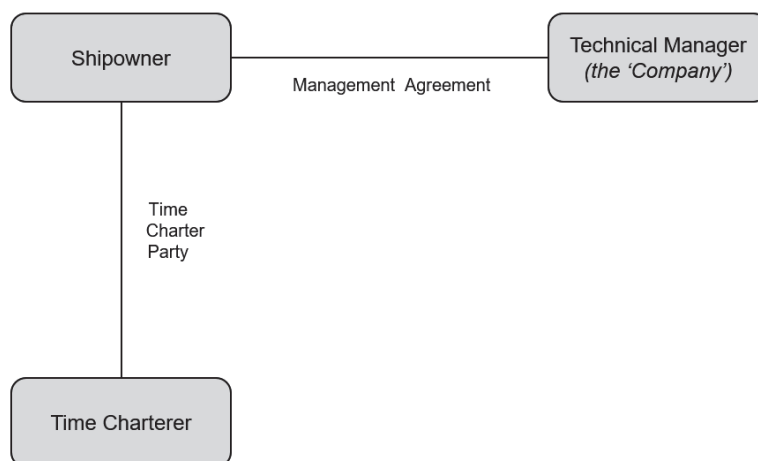 Shipowner
Technical Manager
(the ‘Company’)
Management Agreement
Time
Charter
Party
Time Charterer